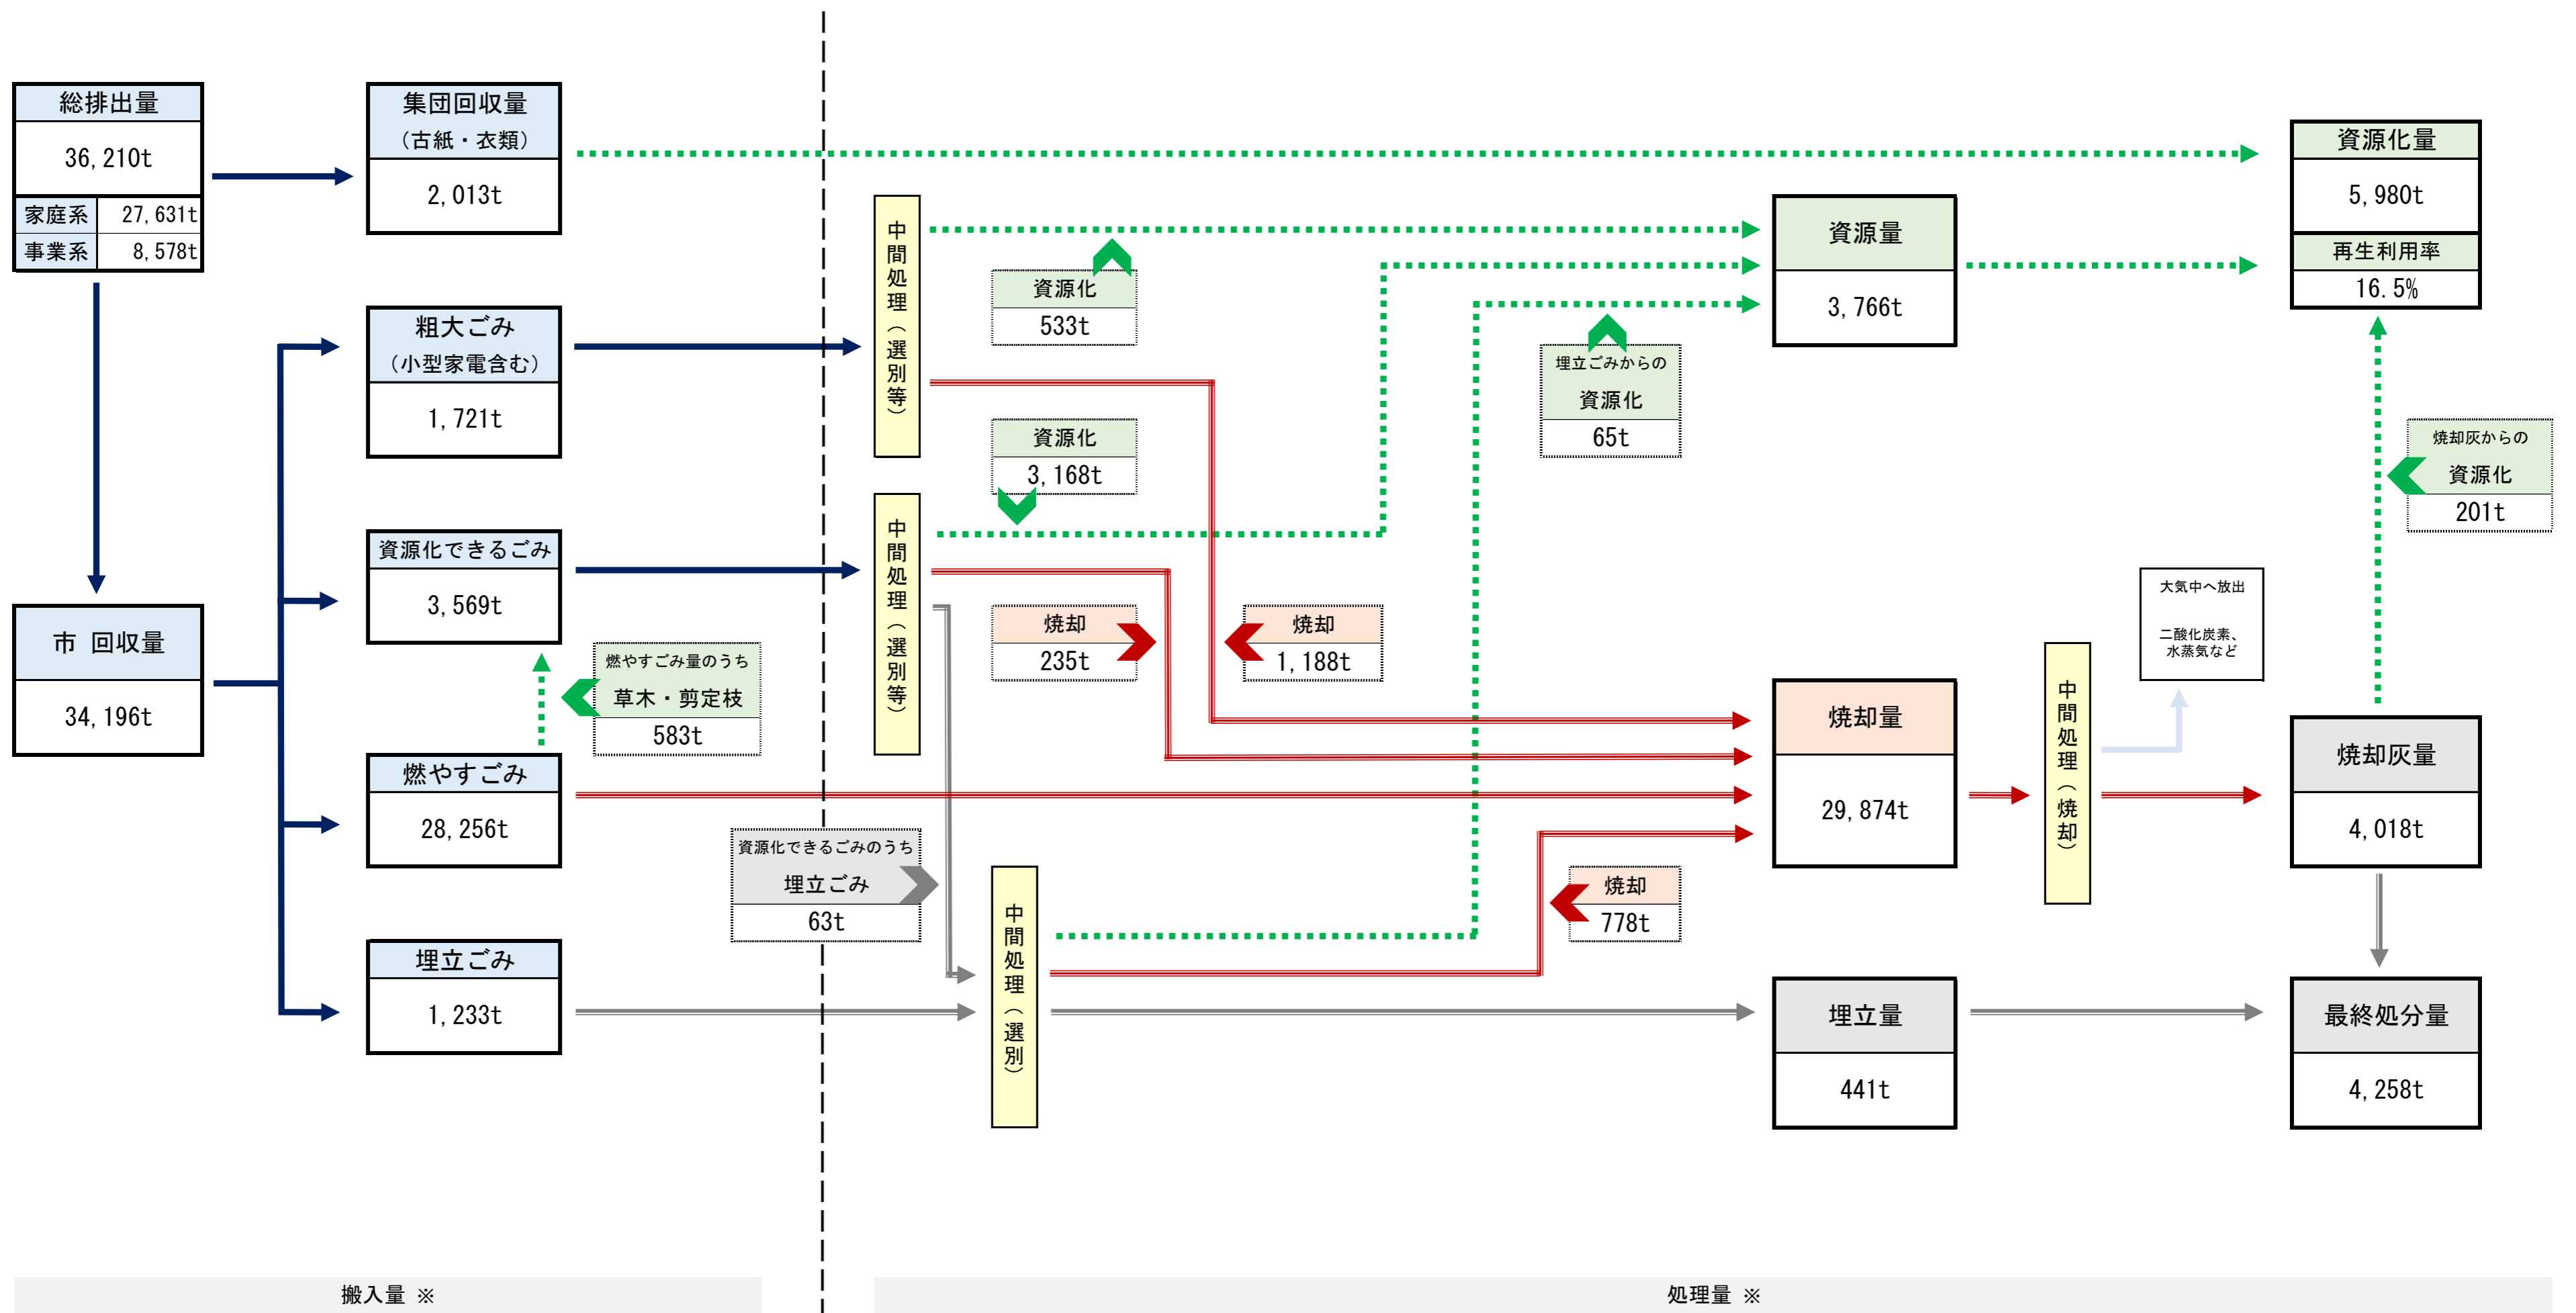 総排出量
36,210t
家庭系 27,631t
事業系 8,578t
集団回収量
（古紙・衣類）
2,013t
粗大ごみ
（小型家電含む）
1,721t
資源化できるごみ
3,569t
市 回収量
34,196t
燃やすごみ量のうち
草木・剪定枝
583t
燃やすごみ
28,256t
埋立ごみ
1,233t
資源化できるごみのうち
埋立ごみ
63t
中間処理（選別等）
資源化
533t
資源化
3,168t
中間処理（選別等）
焼却
235t
焼却
1,188t
中間処理（選別）
埋立ごみからの
資源化
65t
焼却
778t
資源量
3,766t
焼却量
29,874t
埋立量
441t
中間処理（焼却）
大気中へ放出
二酸化炭素、
水蒸気など
資源化量
5,980t
再生利用率
16.5%
焼却灰からの
資源化
201t
焼却灰量
4,018t
最終処分量
4,258t
搬入量 ※
処理量 ※